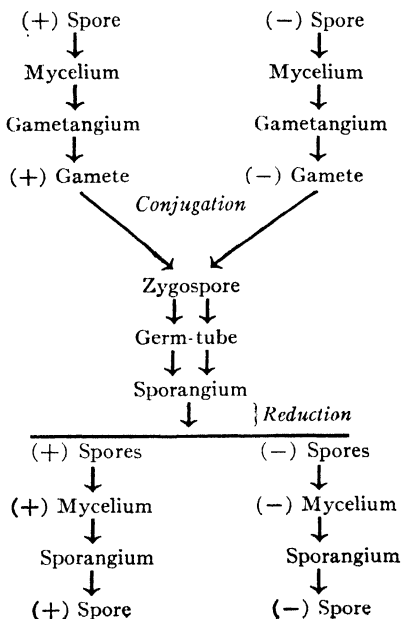 (+) Spore (−) Spore
Mycelium Mycelium
Gametangium Gametangium
(+) Gamete (−) Gamete
Conjugation
Zygospore
Germ-tube
Sporangium
} Reduction
(+) Spores (−) Spores
(+) Mycelium (−) Mycelium
Sporangium Sporangium
(+) Spore (−) Spore